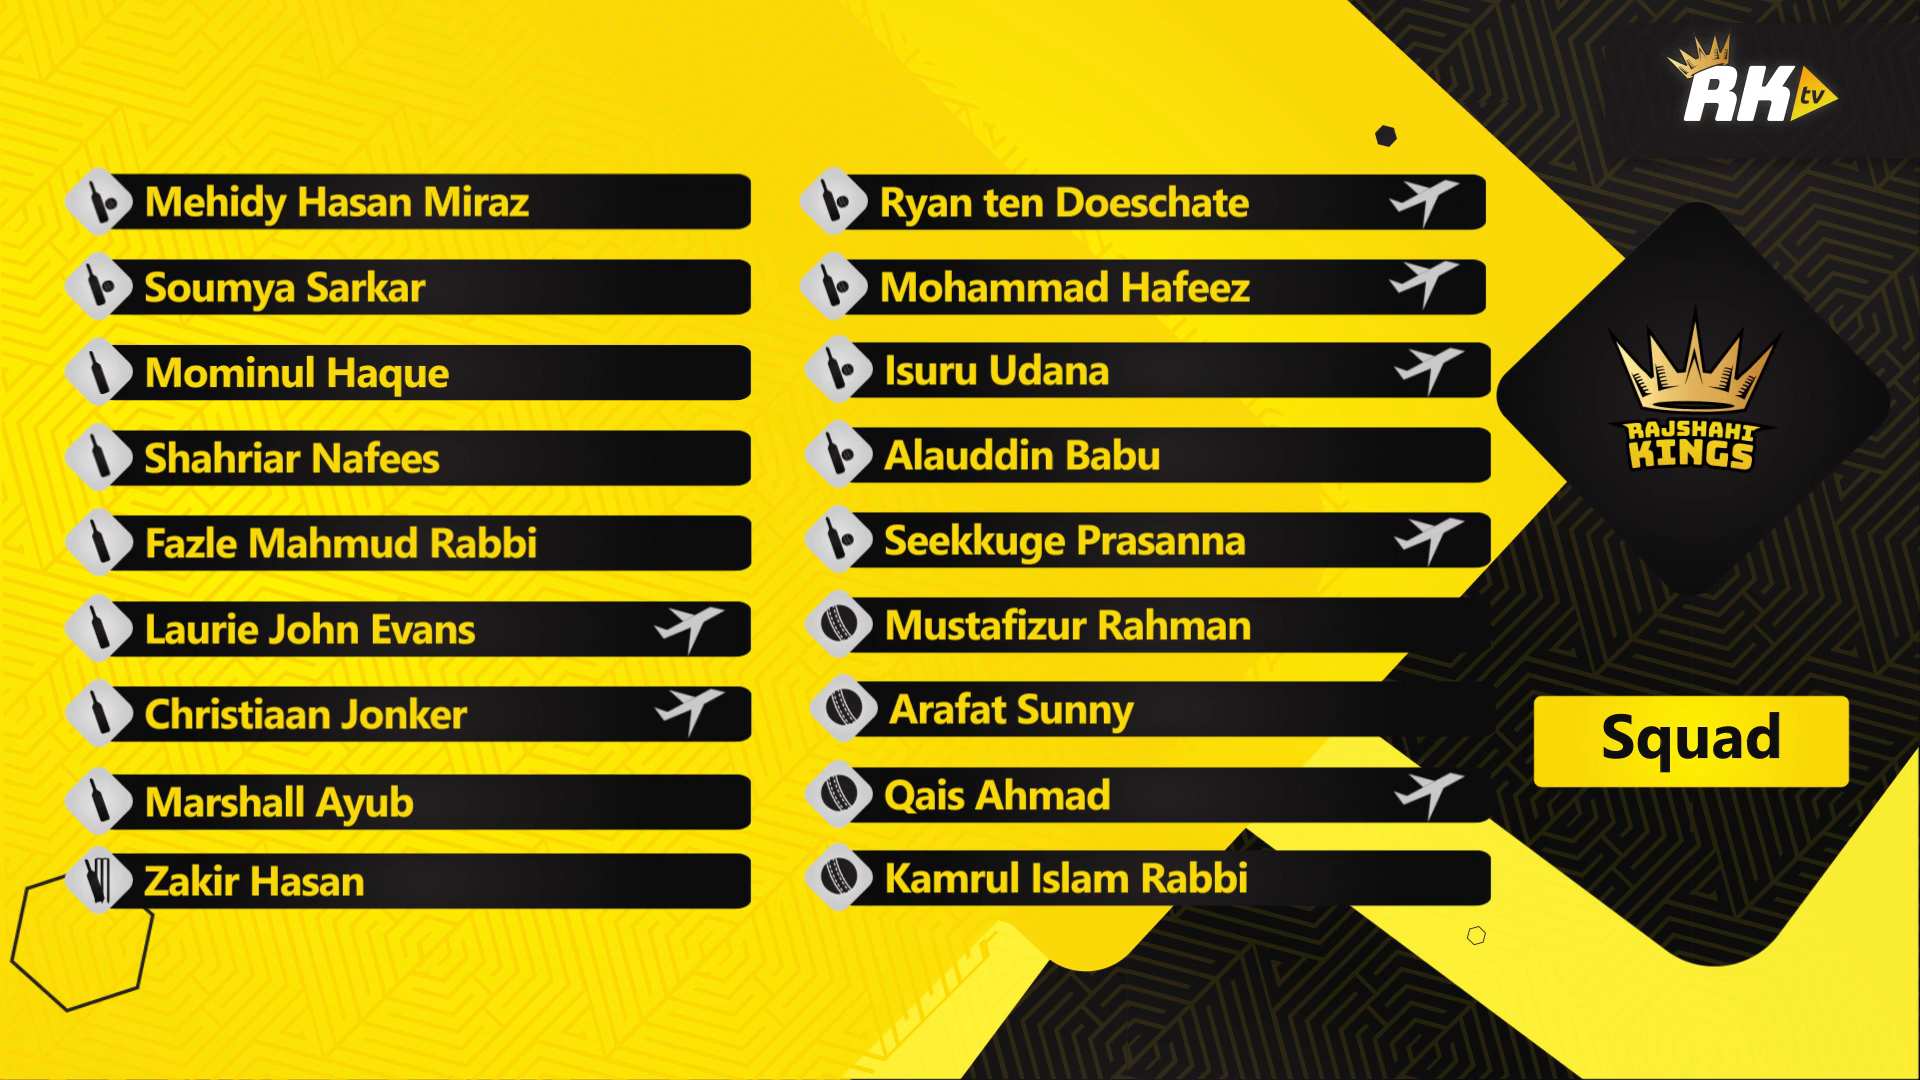 RK tv
Mehidy Hasan Miraz
Soumya Sarkar
Mominul Haque
Shahriar Nafees
Fazle Mahmud Rabbi
Laurie John Evans
Christiaan Jonker
Marshall Ayub
Zakir Hasan
Ryan ten Doeschate
Mohammad Hafeez
Isuru Udana
Alauddin Babu
Seekkuge Prasanna
Mustafizur Rahman
Arafat Sunny
Qais Ahmad
Kamrul Islam Rabbi
RAJSHAHI
KINGS
Squad